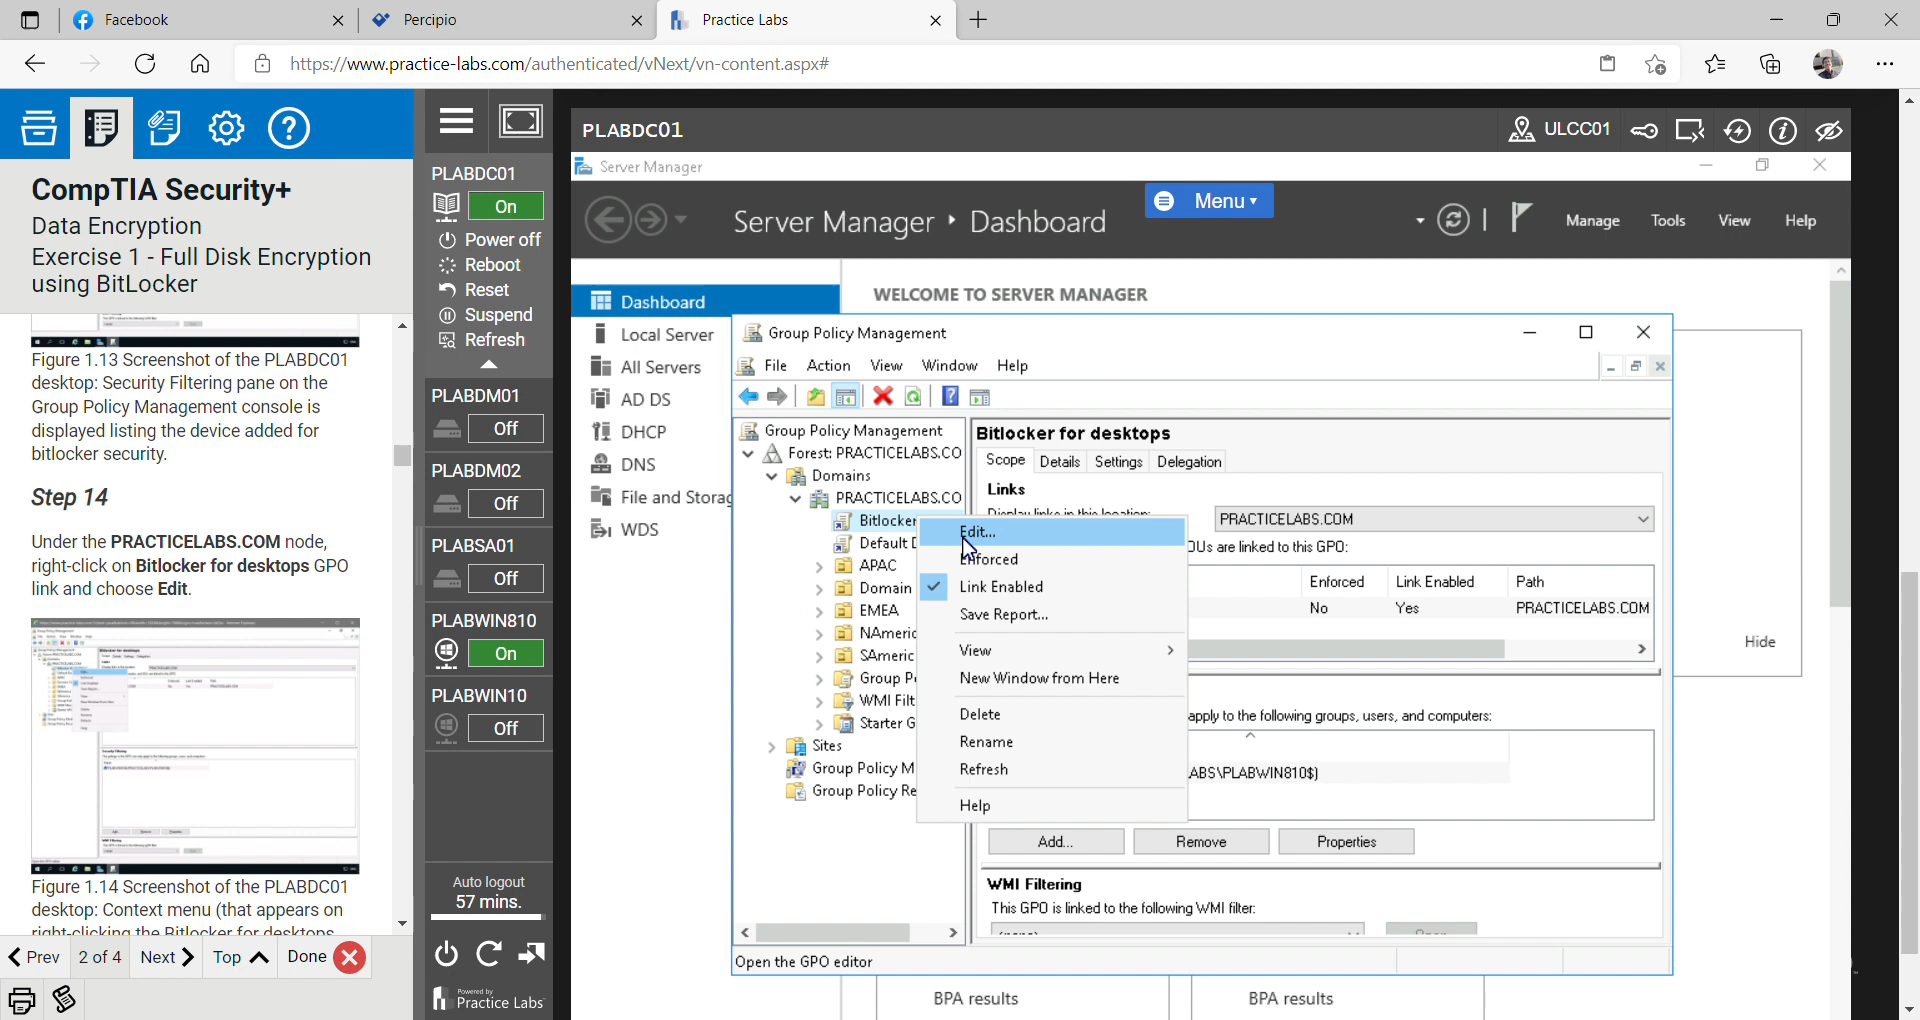 Facebook
Percipio
Practice Labs
https://www.practice-labs.com/authenticated/vNext/vn-content.aspx#
CompTIA Security+
Data Encryption
Exercise 1 - Full Disk Encryption
using BitLocker
Figure 1.13 Screenshot of the PLABDC01
desktop: Security Filtering pane on the
Group Policy Management console is
displayed listing the device added for
bitlocker security.
Step 14
Under the PRACTICELABS.COM node,
right-click on Bitlocker for desktops GPO
link and choose Edit.
Figure 1.14 Screenshot of the PLABDC01
desktop: Context menu (that appears on
right-clicking the Bitlocker for desktops
Prev
2 of 4
Next
Top
Done
PLABDC01
On
Power off
Reboot
Reset
Suspend
Refresh
PLABDM01
Off
PLABDM02
Off
PLABSA01
Off
PLABWIN810
On
PLABWIN10
Off
Auto logout
57 mins.
Powered by
Practice Labs
PLABDC01
ULCC01
Server Manager
Server Manager ‣ Dashboard
Menu
Manage
Tools
View
Help
Dashboard
Local Server
All Servers
AD DS
DHCP
DNS
File and Storag
WDS
WELCOME TO SERVER MANAGER
Hide
BPA results
BPA results
Group Policy Management
File
Action
View
Window
Help
Group Policy Management
Forest: PRACTICELABS.CO
Domains
PRACTICELABS.CO
Bitlocker
Default D
APAC
Domain
EMEA
NAmeric
SAmeric
Group P
WMI Filt
Starter G
Sites
Group Policy M
Group Policy Re
Bitlocker for desktops
Scope
Details
Settings
Delegation
Links
Display links in this location:
PRACTICELABS.COM
OUs are linked to this GPO:
Enforced
Link Enabled
Path
No
Yes
PRACTICELABS.COM
apply to the following groups, users, and computers:
ABS\PLABWIN810$)
Add...
Remove
Properties
WMI Filtering
This GPO is linked to the following WMI filter:
Edit...
Enforced
Link Enabled
Save Report...
View
New Window from Here
Delete
Rename
Refresh
Help
Open the GPO editor